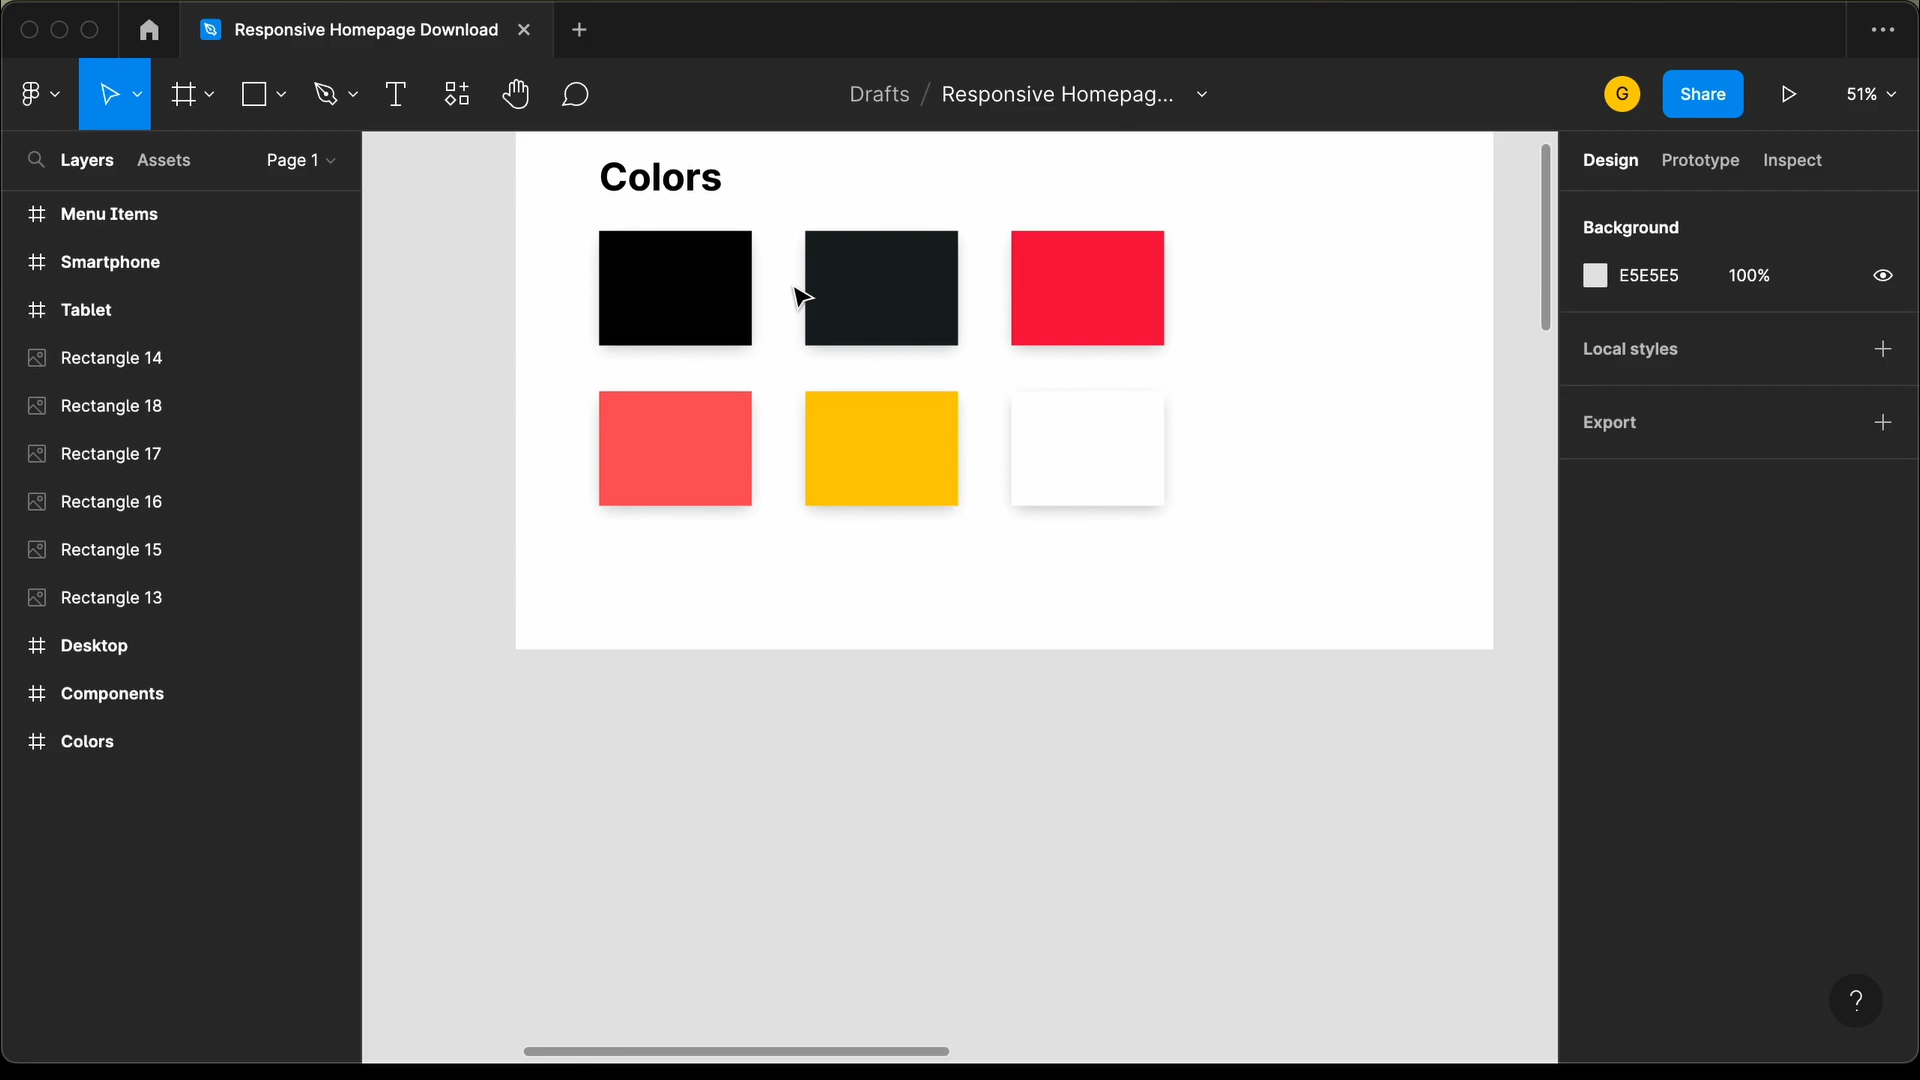 Responsive Homepage Download
Drafts / Responsive Homepag...
G
Share
51%
Layers
Assets
Page 1
Menu Items
Smartphone
Tablet
Rectangle 14
Rectangle 18
Rectangle 17
Rectangle 16
Rectangle 15
Rectangle 13
Desktop
Components
Colors
Colors
Design
Prototype
Inspect
Background
E5E5E5 100%
Local styles
Export
?